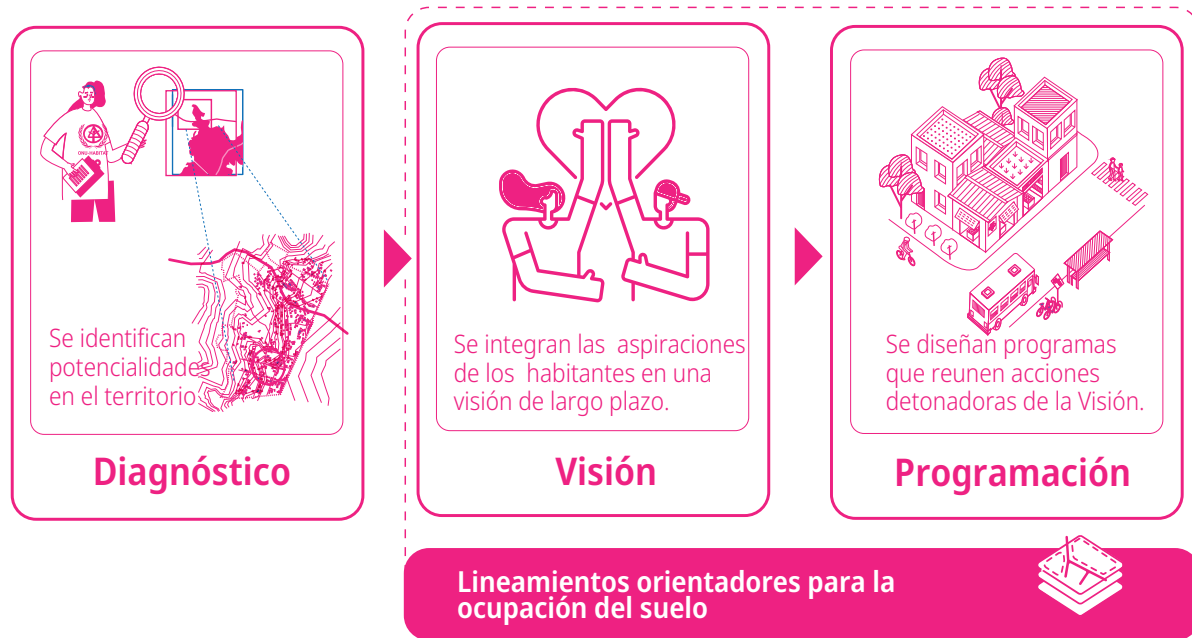 ONU-HABITAT
Se identifican
potencialidades
en el territorio
Diagnóstico
Se integran las aspiraciones
de los habitantes en una
visión de largo plazo.
Visión
Se diseñan programas
que reunen acciones
detonadoras de la Visión.
Programación
Lineamientos orientadores para la
ocupación del suelo